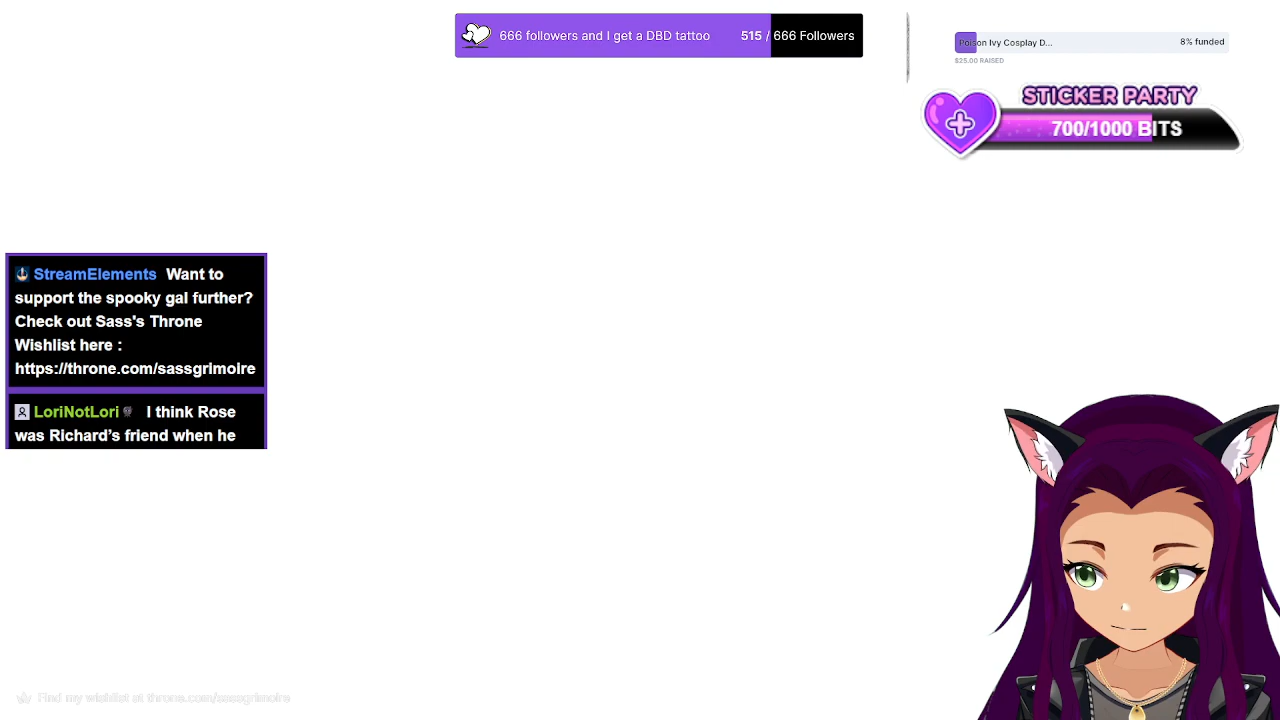 666 followers and I get a DBD tattoo 515 / 666 Followers
Poison Ivy Cosplay D... 8% funded
$25.00 RAISED
STICKER PARTY
700/1000 BITS
StreamElements Want to
support the spooky gal further?
Check out Sass's Throne
Wishlist here :
https://throne.com/sassgrimoire
LoriNotLori I think Rose
was Richard's friend when he
Find my wishlist at throne.com/sassgrimoire